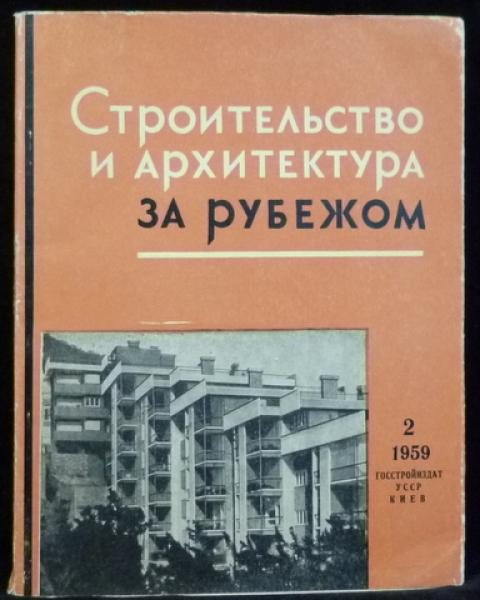 Строительство
и архитектура
за рубежом
2
1959
ГОССТРОЙИЗДАТ
УССР
КИЕВ